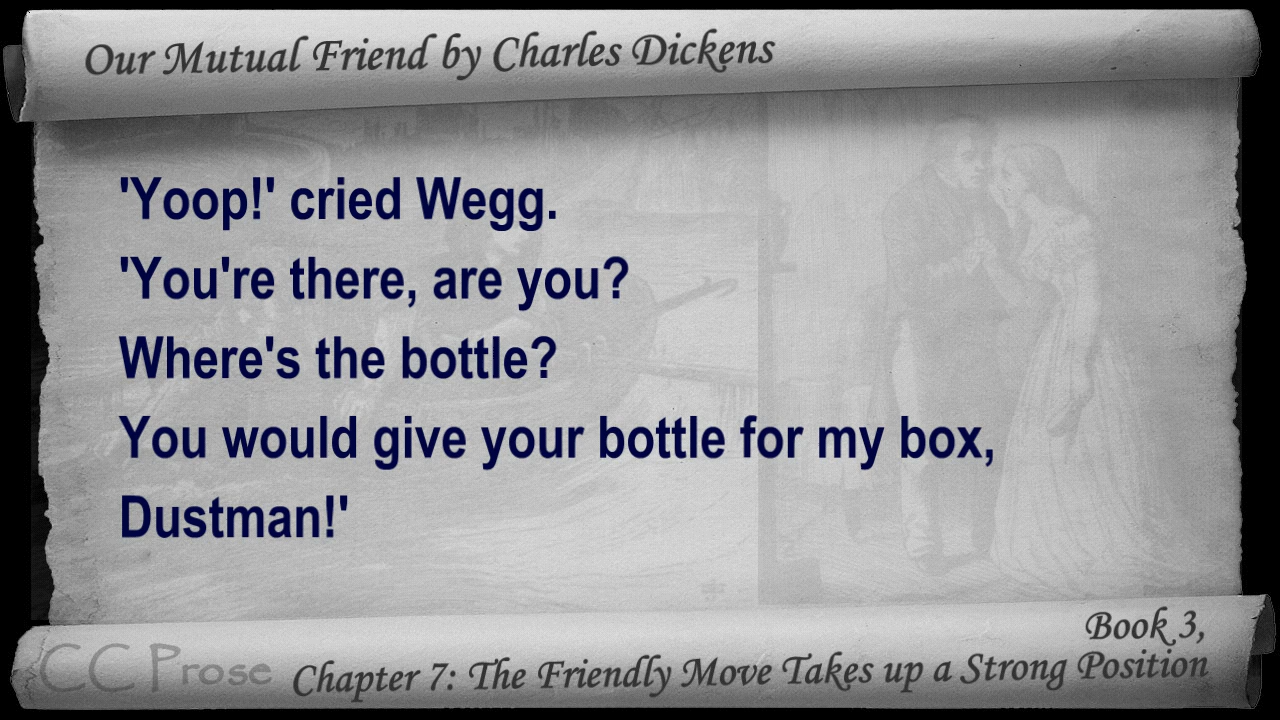 Our Mutual Friend by Charles Dickens
'Yoop!' cried Wegg.
'You're there, are you?
Where's the bottle?
You would give your bottle for my box,
Dustman!'
Book 3,
CC Prose
Chapter 7: The Friendly Move Takes up a Strong Position